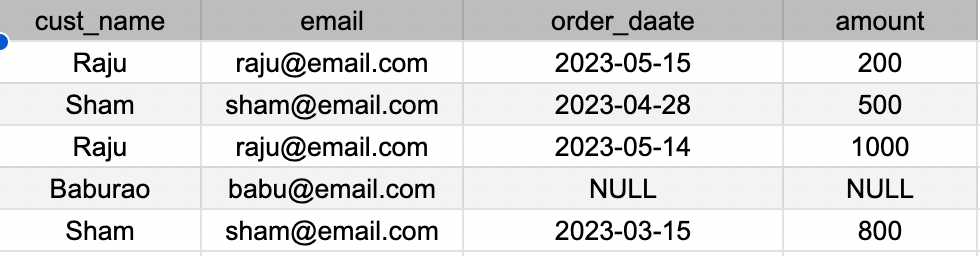 cust_name email order_daate amount
Raju raju@email.com 2023-05-15 200
Sham sham@email.com 2023-04-28 500
Raju raju@email.com 2023-05-14 1000
Baburao babu@email.com NULL NULL
Sham sham@email.com 2023-03-15 800